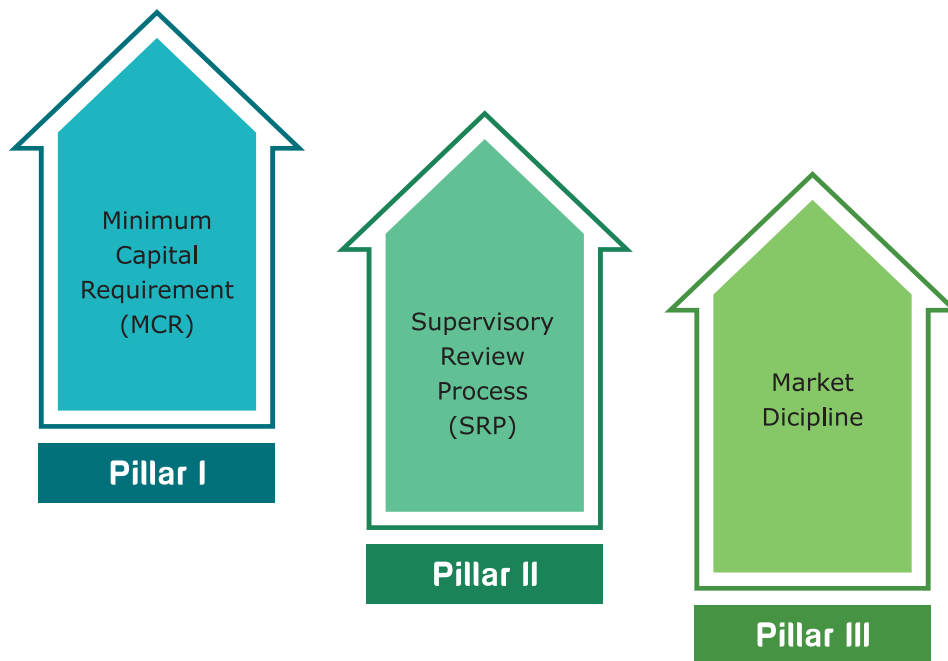 Minimum
Capital
Requirement
(MCR)
Pillar I
Supervisory
Review
Process
(SRP)
Pillar II
Market
Dicipline
Pillar III